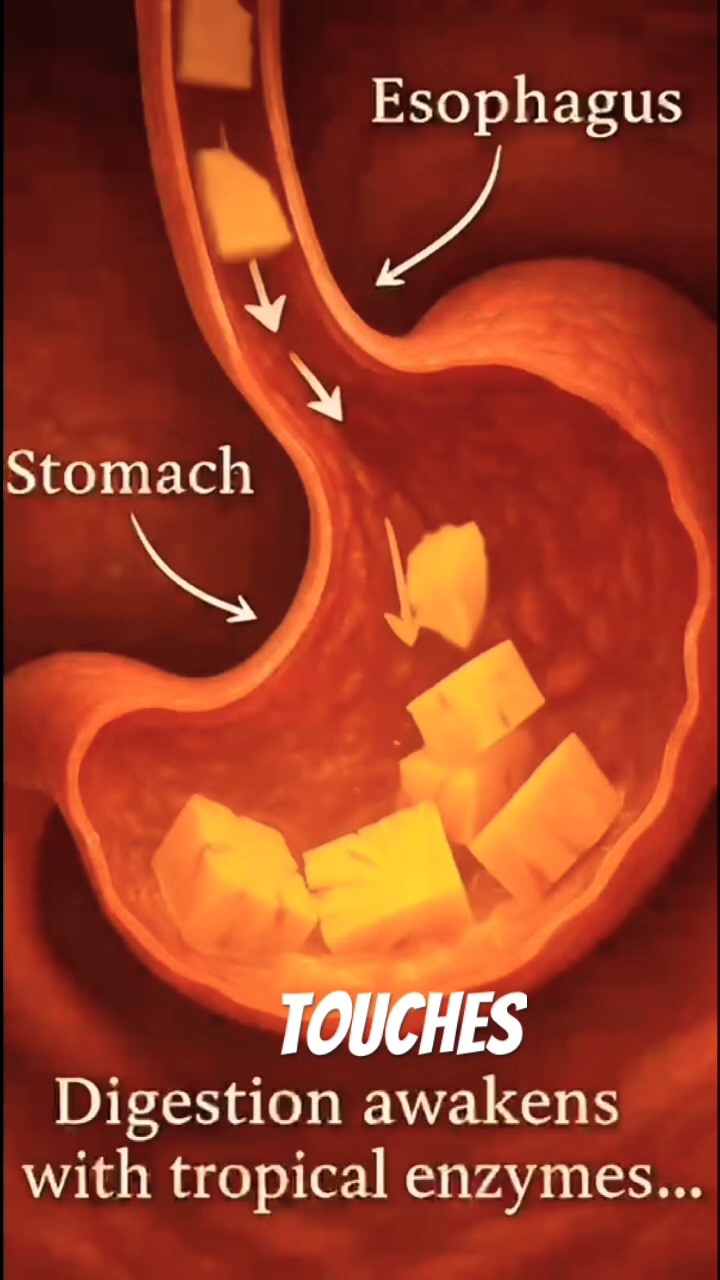 Esophagus
Stomach
TOUCHES
Digestion awakens
with tropical enzymes...